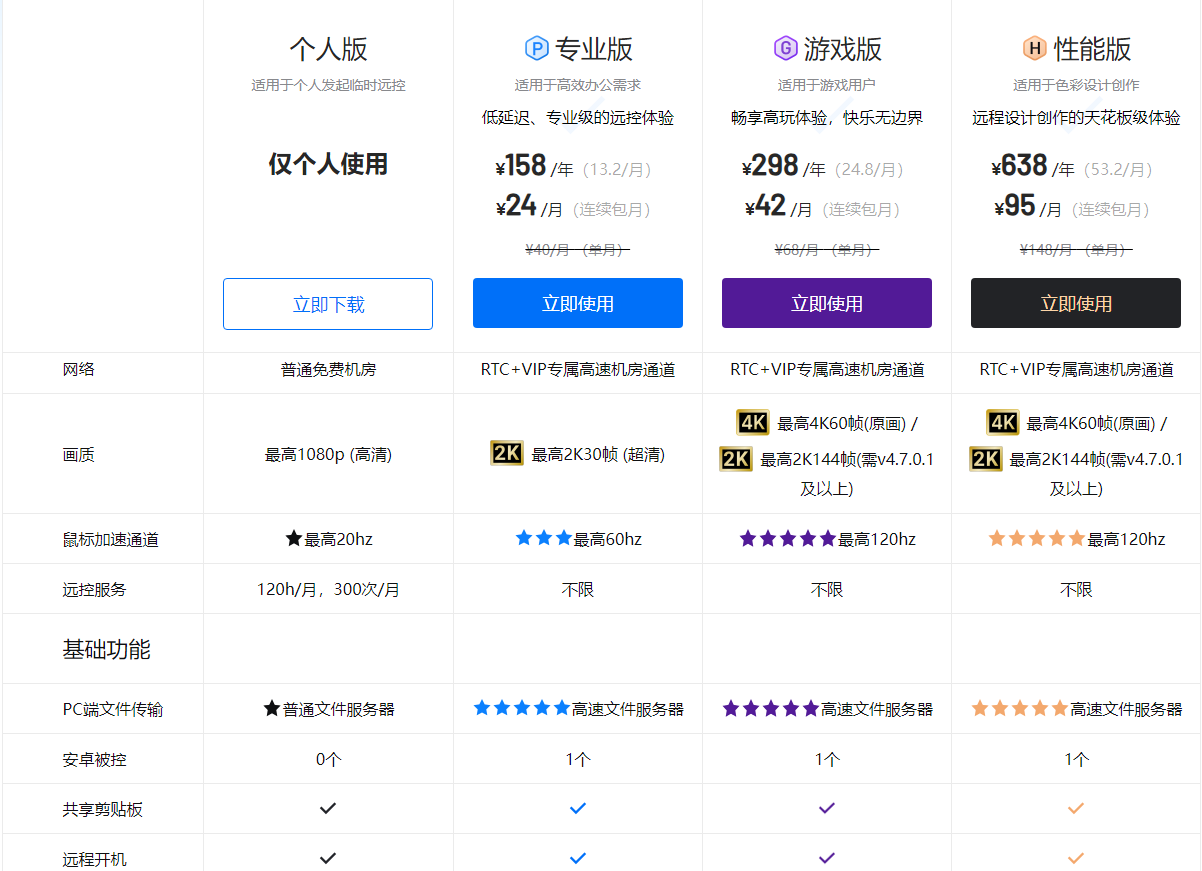 个人版
适用于个人发起临时远控
仅个人使用
立即下载
P 专业版
适用于高效办公需求
低延迟、专业级的远控体验
¥158 /年（13.2/月）
¥24 /月（连续包月）
¥40/月 （单月）
立即使用
G 游戏版
适用于游戏用户
畅享高玩体验，快乐无边界
¥298 /年（24.8/月）
¥42 /月（连续包月）
¥68/月 （单月）
立即使用
H 性能版
适用于色彩设计创作
远程设计创作的天花板级体验
¥638 /年（53.2/月）
¥95 /月（连续包月）
¥148/月 （单月）
立即使用
网络 普通免费机房 RTC+VIP专属高速机房通道 RTC+VIP专属高速机房通道 RTC+VIP专属高速机房通道
画质 最高1080p (高清) 2K 最高2K30帧 (超清)
4K 最高4K60帧(原画) /
2K 最高2K144帧(需v4.7.0.1
及以上)
4K 最高4K60帧(原画) /
2K 最高2K144帧(需v4.7.0.1
及以上)
鼠标加速通道 ★最高20hz ★★★最高60hz ★★★★★最高120hz ★★★★★最高120hz
远控服务 120h/月，300次/月 不限 不限 不限
基础功能
PC端文件传输 ★普通文件服务器 ★★★★★高速文件服务器 ★★★★★高速文件服务器 ★★★★★高速文件服务器
安卓被控 0个 1个 1个 1个
共享剪贴板 ✓ ✓ ✓ ✓
远程开机 ✓ ✓ ✓ ✓